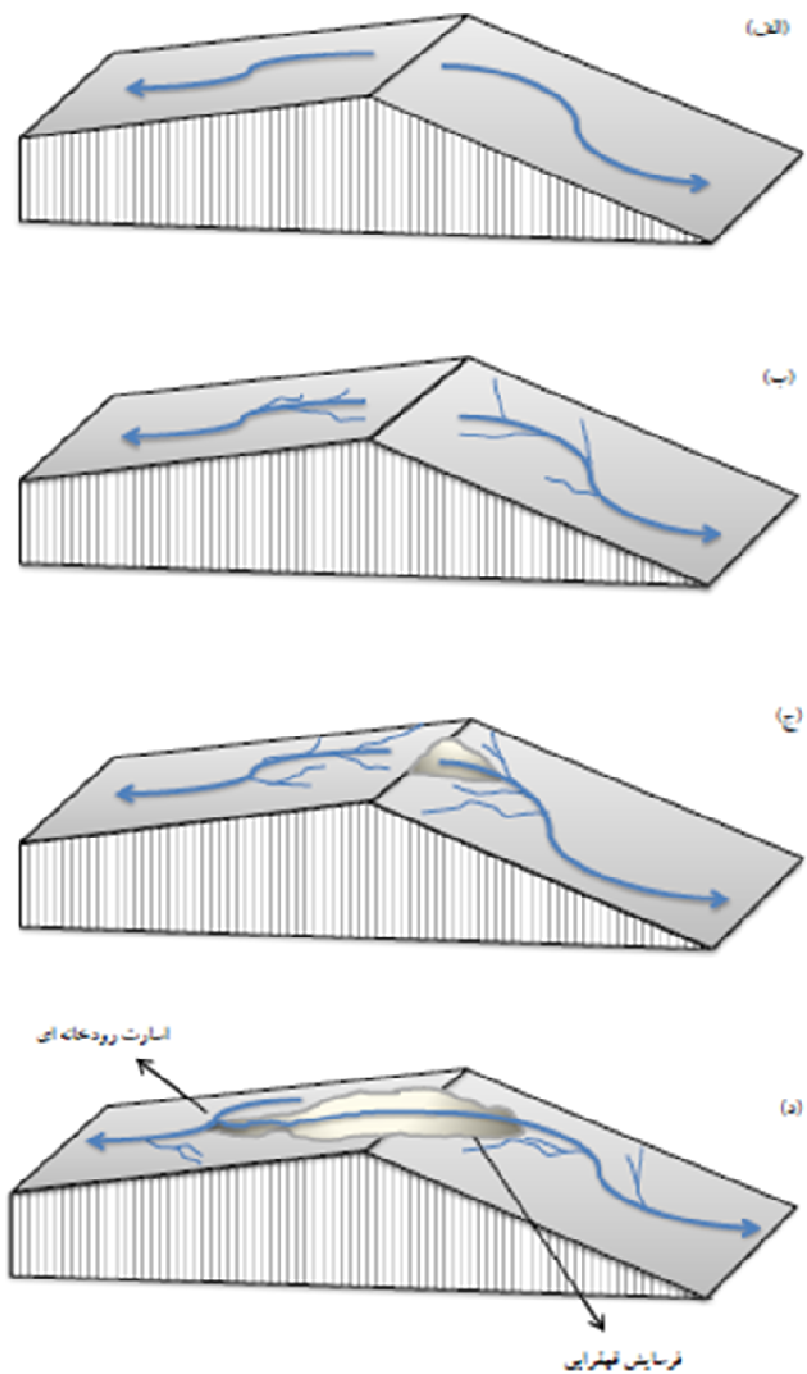 (الف)
(ب)
(ج)
اسارت رودخانه ای
(د)
فرسایش قهقرایی